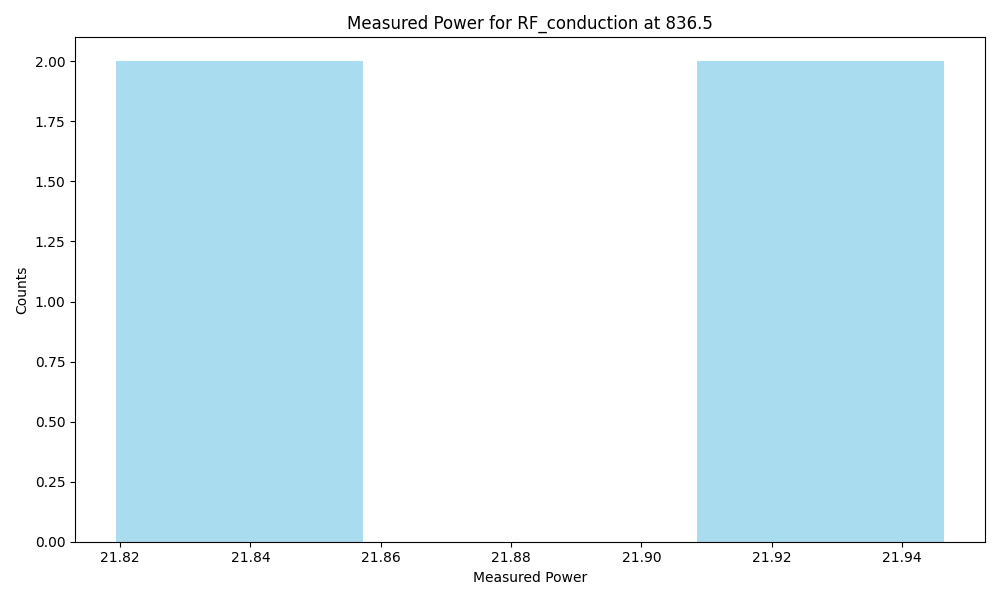 Measured Power for RF_conduction at 836.5
Counts
2.00
1.75
1.50
1.25
1.00
0.75
0.50
0.25
0.00
21.82 21.84 21.86 21.88 21.90 21.92 21.94
Measured Power